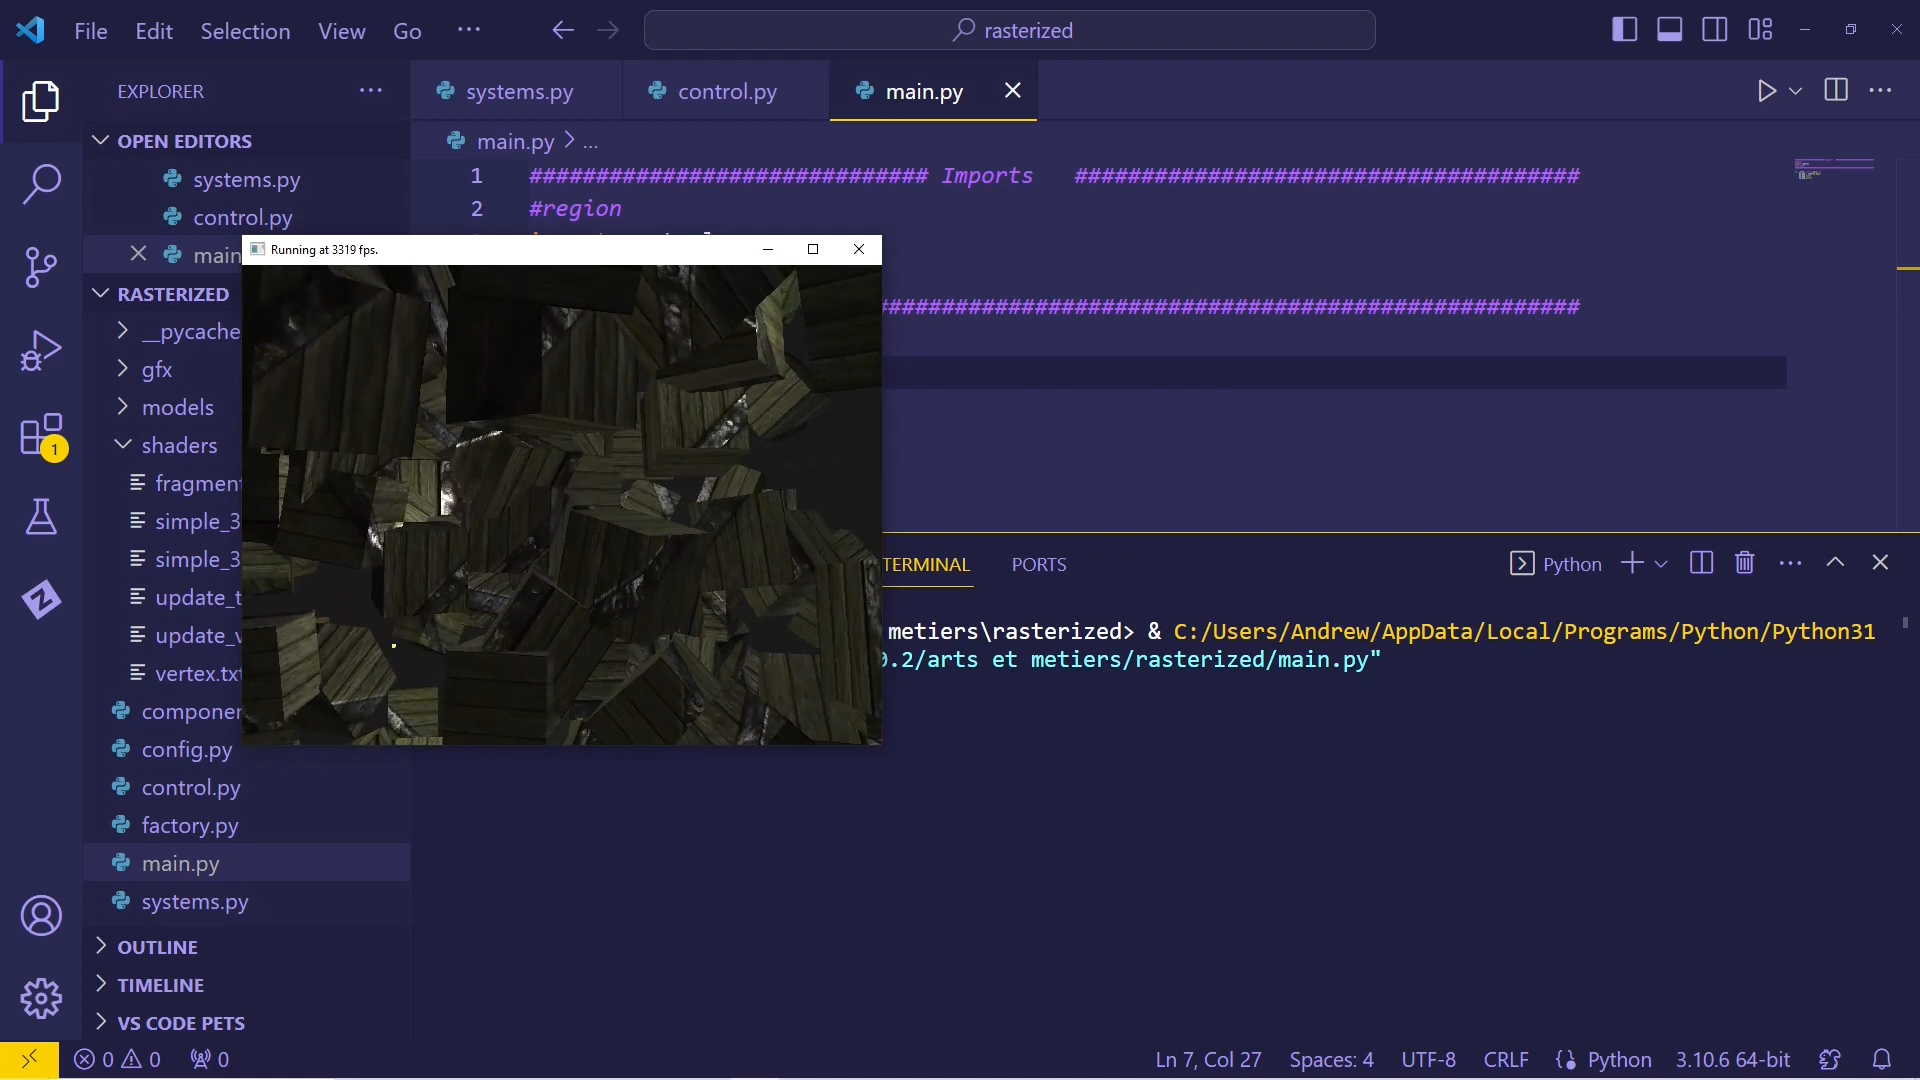 File Edit Selection View Go ··· rasterized
EXPLORER ···
systems.py control.py main.py
OPEN EDITORS
systems.py
control.py
main
RASTERIZED
__pycache
gfx
models
shaders
fragment
simple_3
simple_3
update_t
update_v
vertex.txt
componen
config.py
control.py
factory.py
main.py
systems.py
OUTLINE
TIMELINE
VS CODE PETS
1
main.py > ...
1 ############################## Imports ######################################
2 #region
Running at 3319 fps.
#####################################################
TERMINAL PORTS Python
metiers\rasterized> & C:/Users/Andrew/AppData/Local/Programs/Python/Python31
0.2/arts et metiers/rasterized/main.py"
0 0 0 Ln 7, Col 27 Spaces: 4 UTF-8 CRLF Python 3.10.6 64-bit